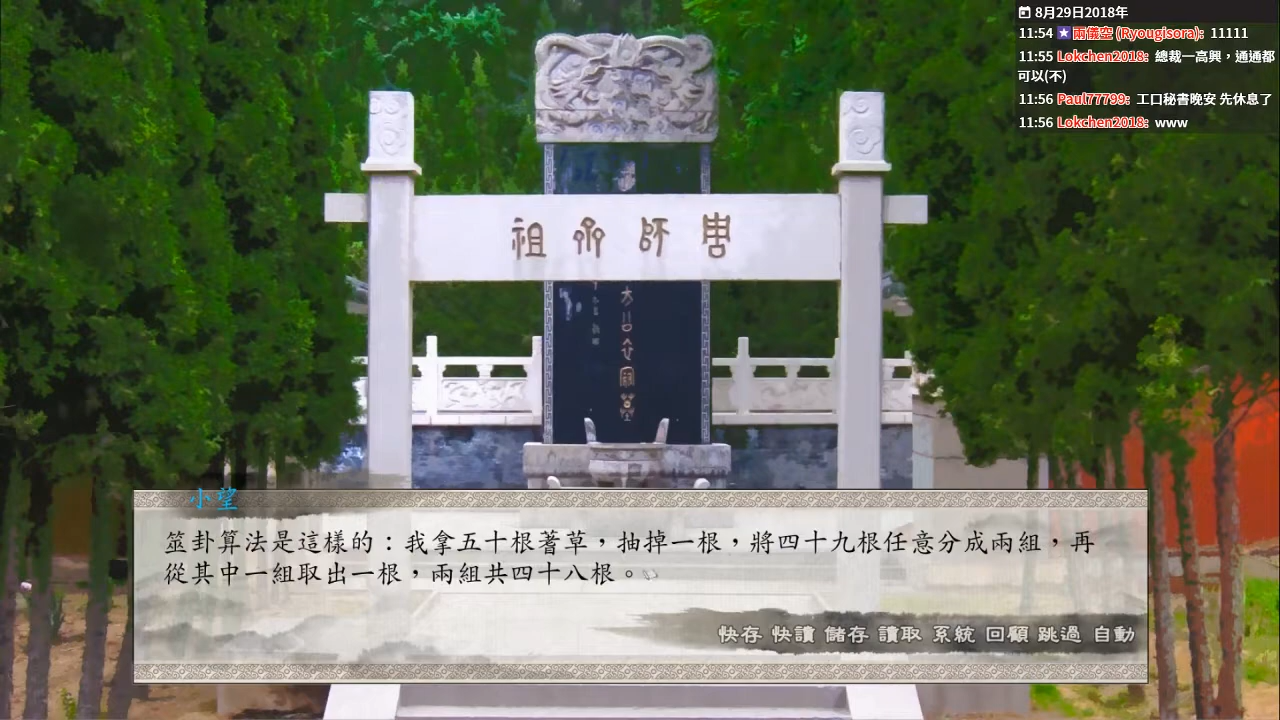 8月29日2018年
11:54 兩儀空 (Ryougisora): 11111
11:55 Lokchen2018: 總裁一高興，通通都
可以(不)
11:56 Paul77799: 工口秘書晚安 先休息了
11:56 Lokchen2018: www
祖師
小望
筮卦算法是這樣的：我拿五十根蓍草，抽掉一根，將四十九根任意分成兩組，再
從其中一組取出一根，兩組共四十八根。
快存 快讀 儲存 讀取 系統 回顧 跳過 自動